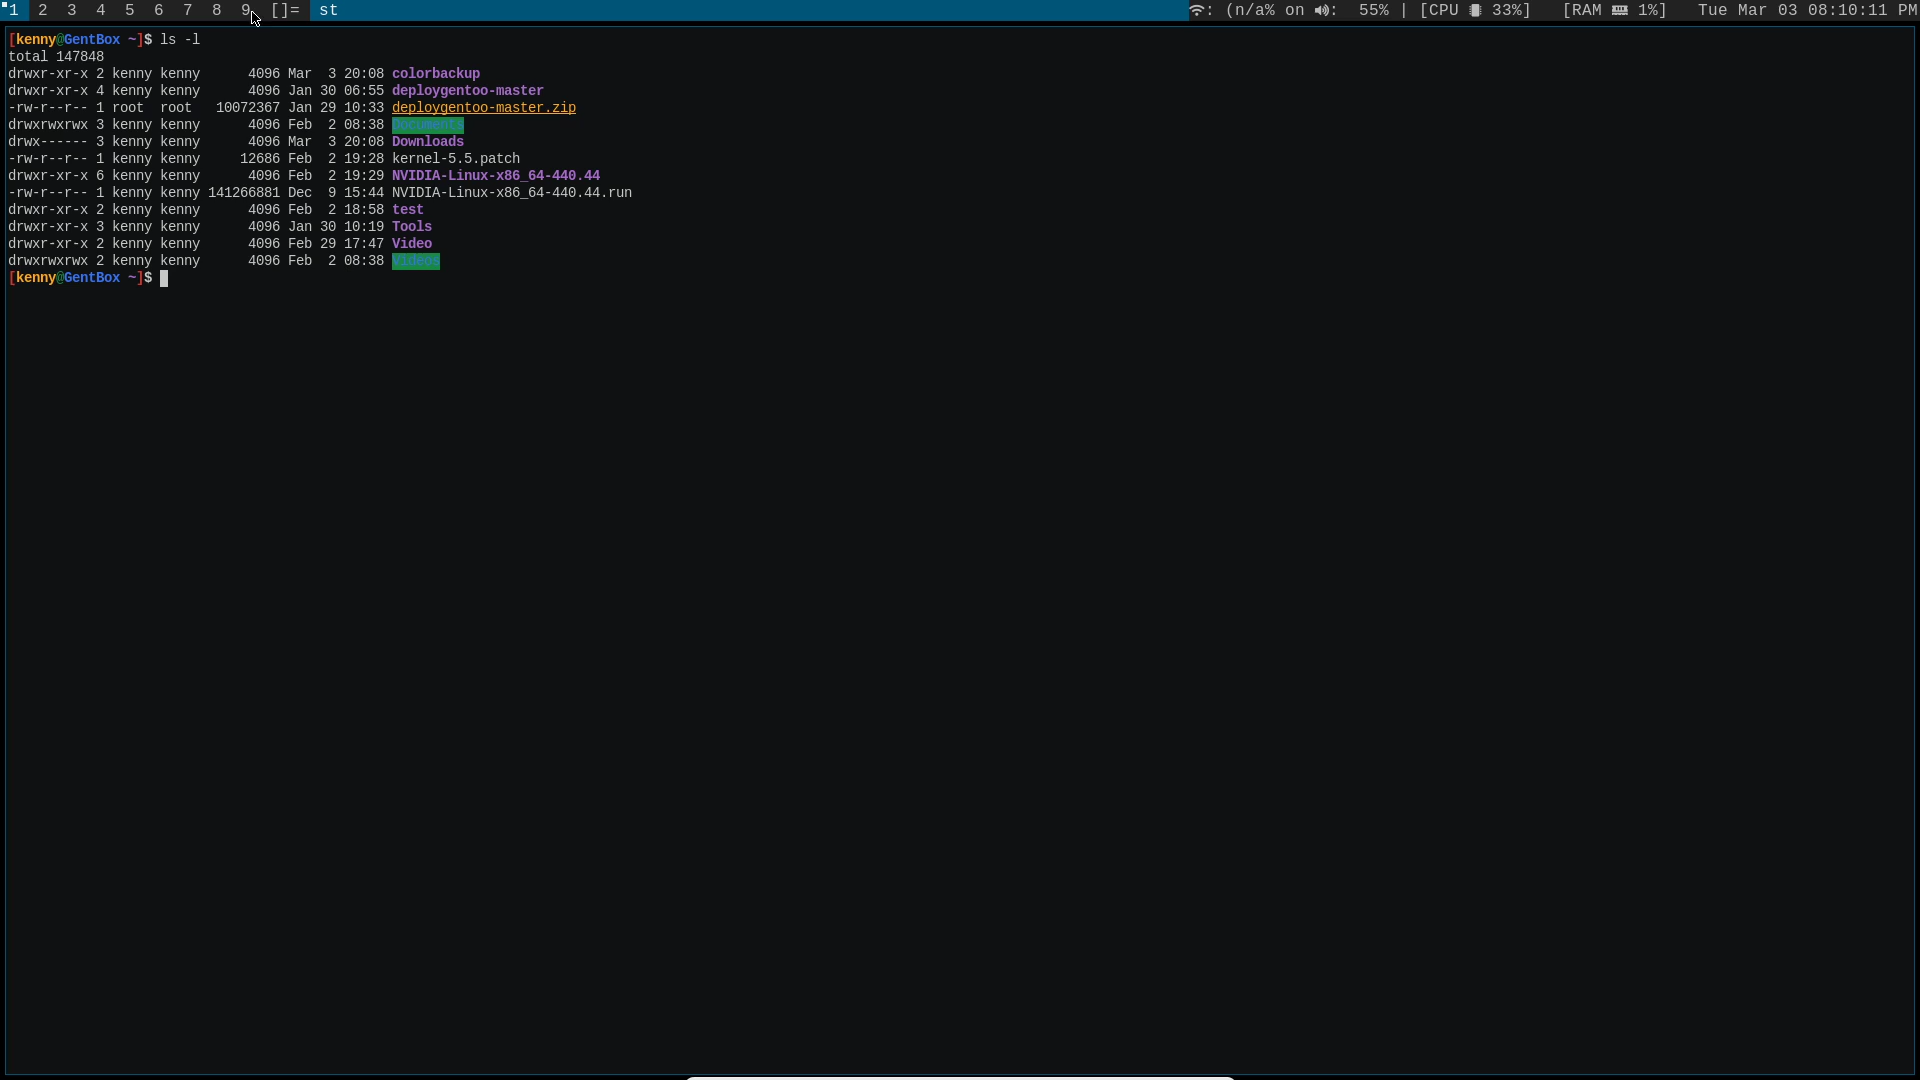 1 2 3 4 5 6 7 8 9 []= st : (n/a% on : 55% | [CPU 33%] [RAM 1%] Tue Mar 03 08:10:11 PM
[kenny@GentBox ~]$ ls -l
total 147848
drwxr-xr-x 2 kenny kenny      4096 Mar  3 20:08 colorbackup
drwxr-xr-x 4 kenny kenny      4096 Jan 30 06:55 deploygentoo-master
-rw-r--r-- 1 root  root   10072367 Jan 29 10:33 deploygentoo-master.zip
drwxrwxrwx 3 kenny kenny      4096 Feb  2 08:38 Documents
drwx------ 3 kenny kenny      4096 Mar  3 20:08 Downloads
-rw-r--r-- 1 kenny kenny     12686 Feb  2 19:28 kernel-5.5.patch
drwxr-xr-x 6 kenny kenny      4096 Feb  2 19:29 NVIDIA-Linux-x86_64-440.44
-rw-r--r-- 1 kenny kenny 141266881 Dec  9 15:44 NVIDIA-Linux-x86_64-440.44.run
drwxr-xr-x 2 kenny kenny      4096 Feb  2 18:58 test
drwxr-xr-x 3 kenny kenny      4096 Jan 30 10:19 Tools
drwxr-xr-x 2 kenny kenny      4096 Feb 29 17:47 Video
drwxrwxrwx 2 kenny kenny      4096 Feb  2 08:38 Videos
[kenny@GentBox ~]$